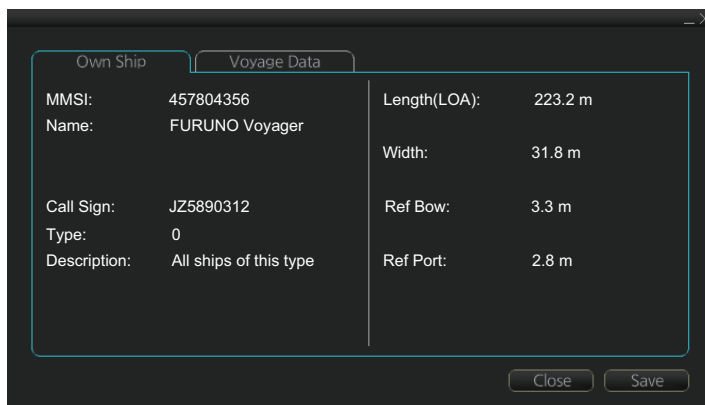 Own Ship
Voyage Data
MMSI: 457804356
Name: FURUNO Voyager
Call Sign: JZ5890312
Type: 0
Description: All ships of this type
Length(LOA): 223.2 m
Width: 31.8 m
Ref Bow: 3.3 m
Ref Port: 2.8 m
Close
Save